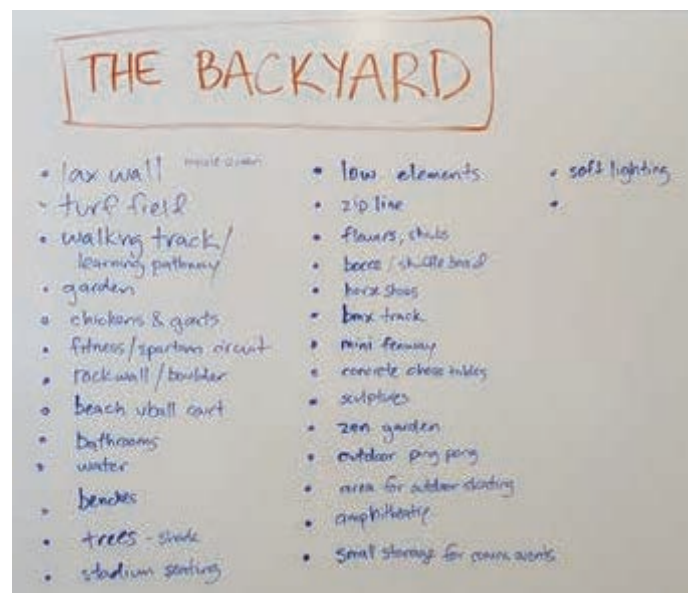 THE BACKYARD
• lax wall movie screen
• turf field
• walking track/
learning pathway
• garden
• chickens & goats
• fitness/spartan circuit
• rock wall / boulder
• beach vball court
• bathrooms
• water
• benches
• trees - shade
• stadium seating
• low elements
• zip line
• flowers, shrubs
• bocce / shuffle board
• horse shoes
• bmx track
• mini fenway
• concrete chess tables
• sculptures
• zen garden
• outdoor ping pong
• area for outdoor skating
• amphitheatre
• small storage for comm. events
• soft lighting
•